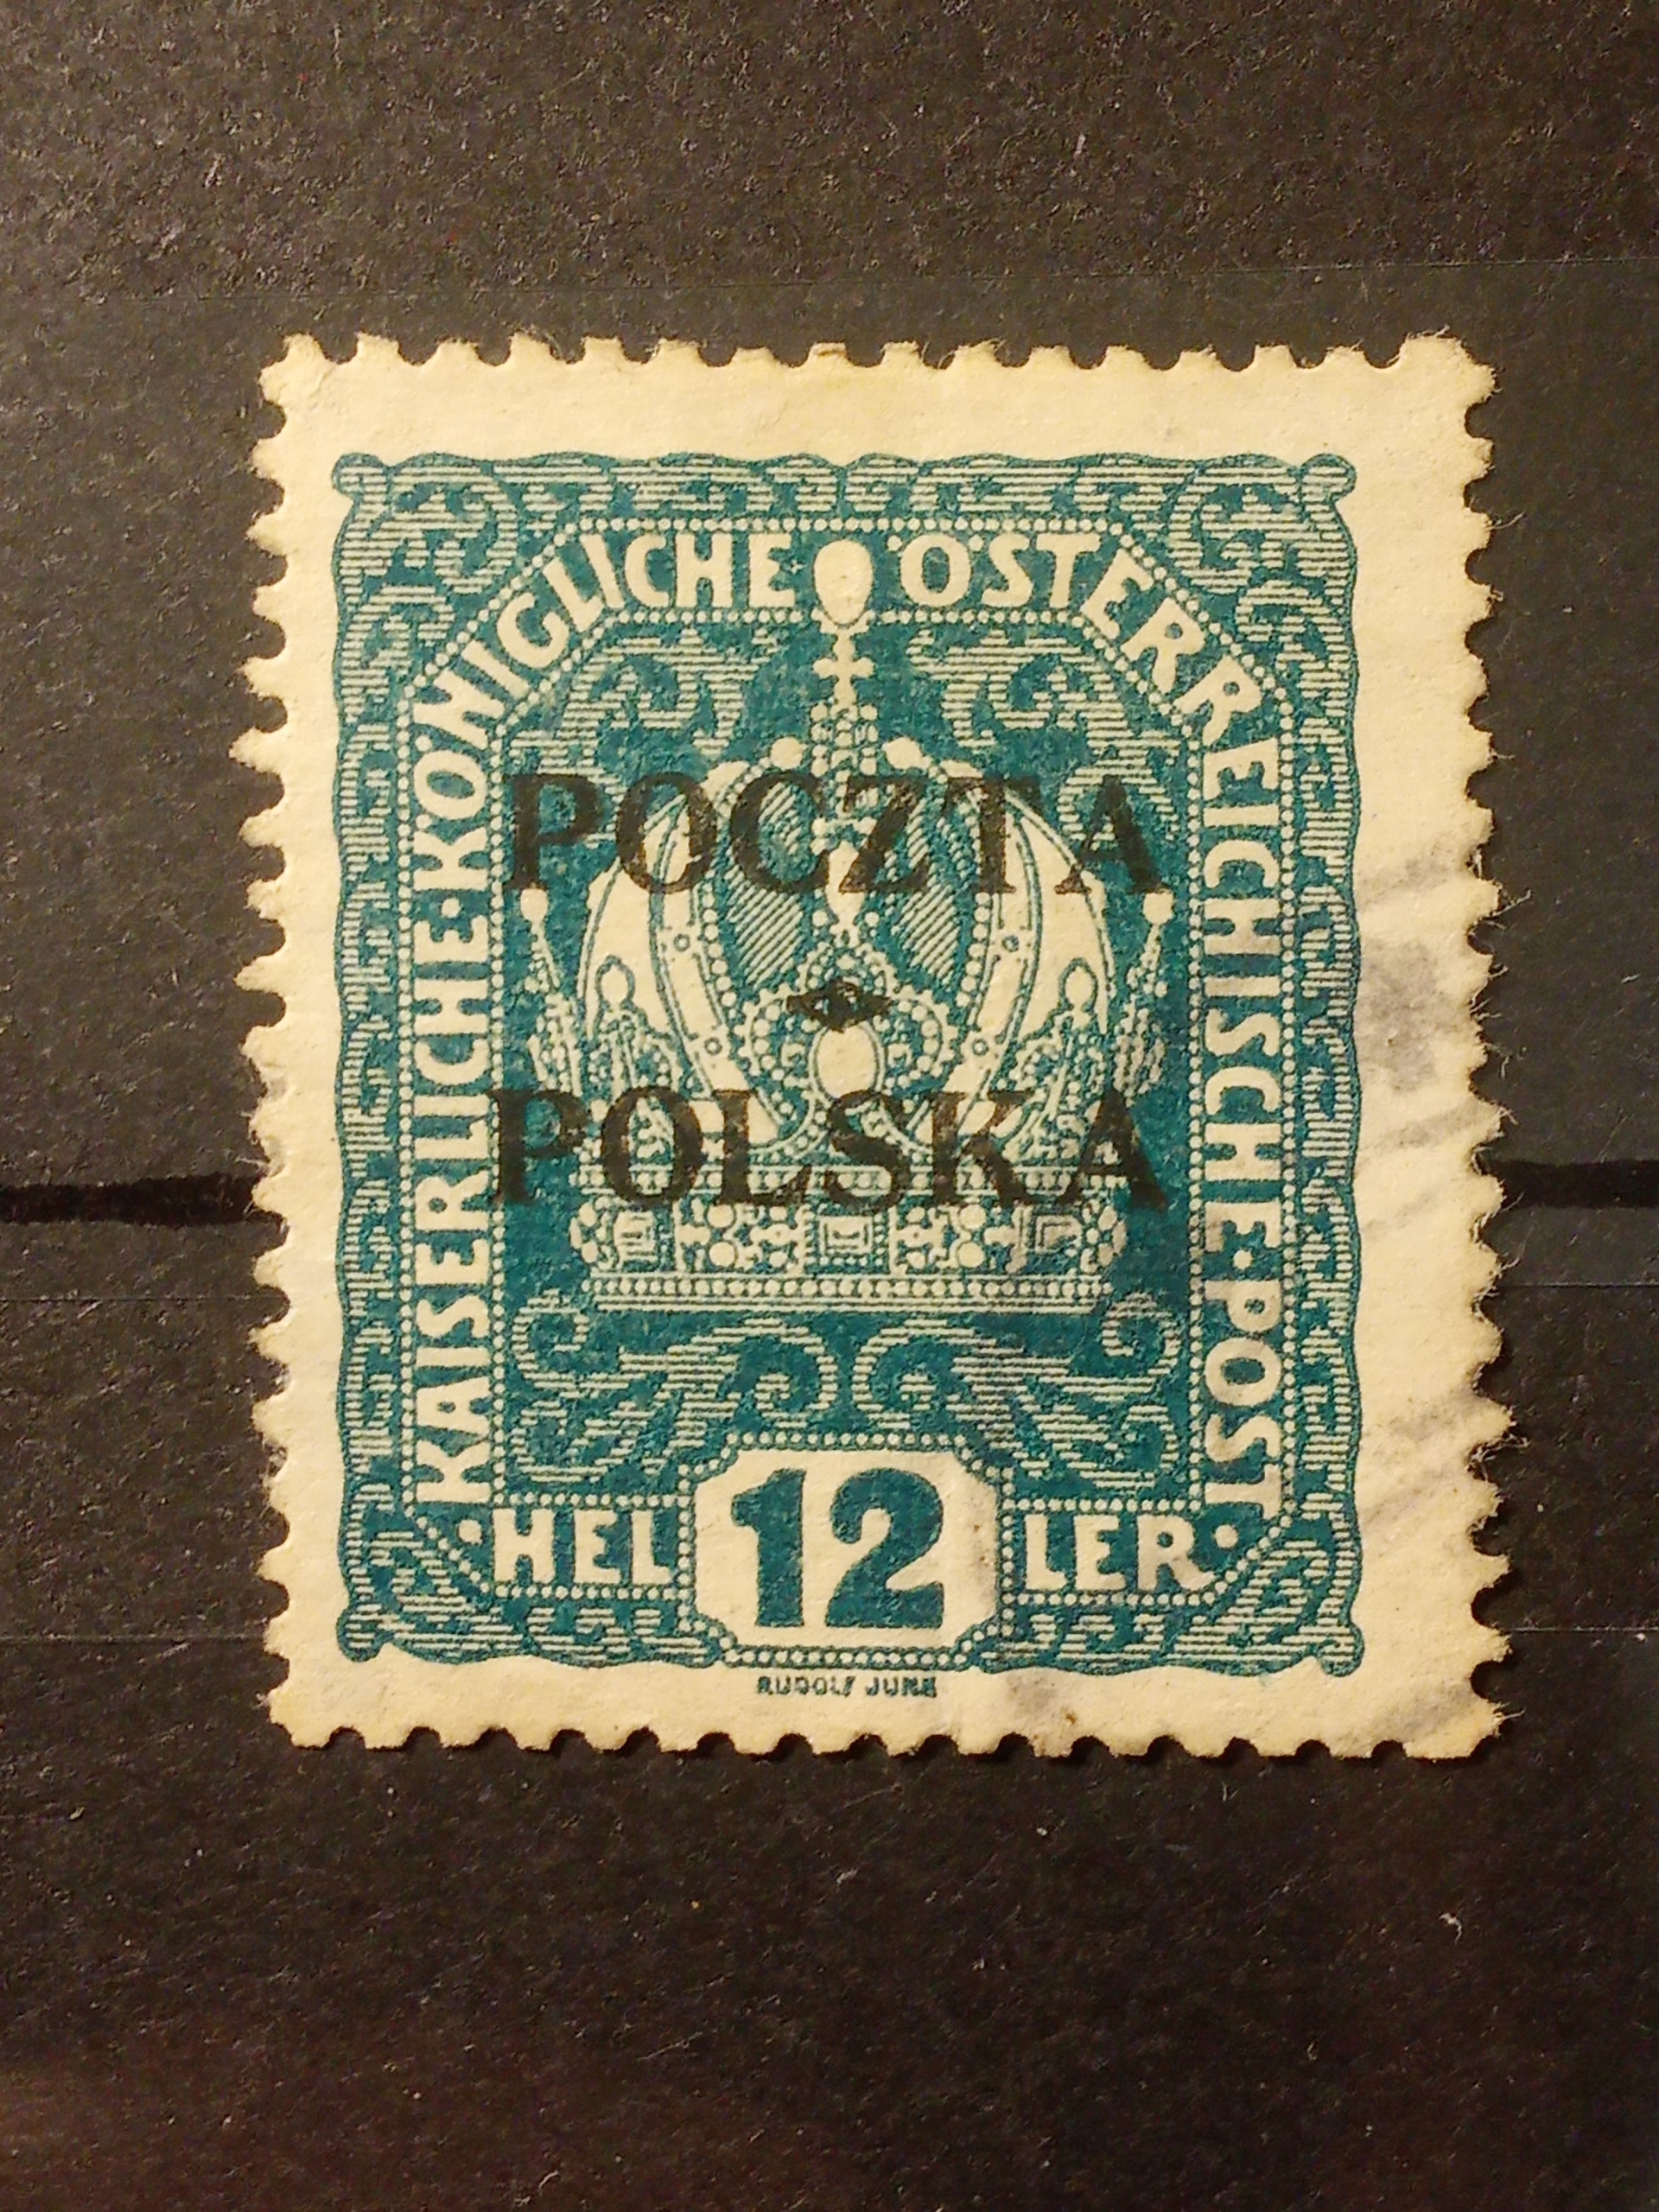 KAISERLICHE·KÖNIGLICHE ÖSTERREICHISCHE·POST
POCZTA
POLSKA
·HEL 12 LER·
RUDOLF JUNK